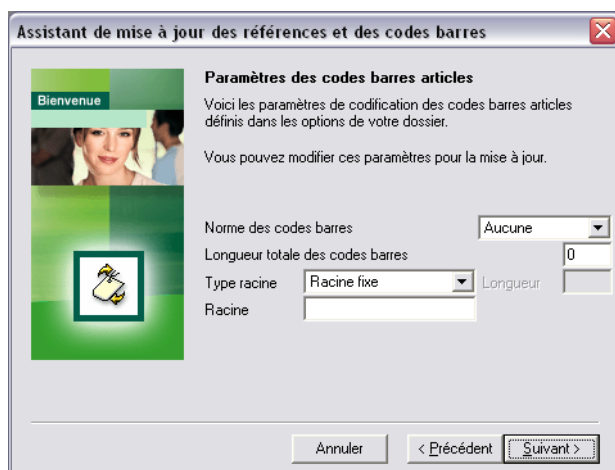 Assistant de mise à jour des références et des codes barres
Bienvenue
Paramètres des codes barres articles
Voici les paramètres de codification des codes barres articles
définis dans les options de votre dossier.
Vous pouvez modifier ces paramètres pour la mise à jour.
Norme des codes barres Aucune
Longueur totale des codes barres 0
Type racine Racine fixe Longueur
Racine
Annuler < Précédent Suivant >